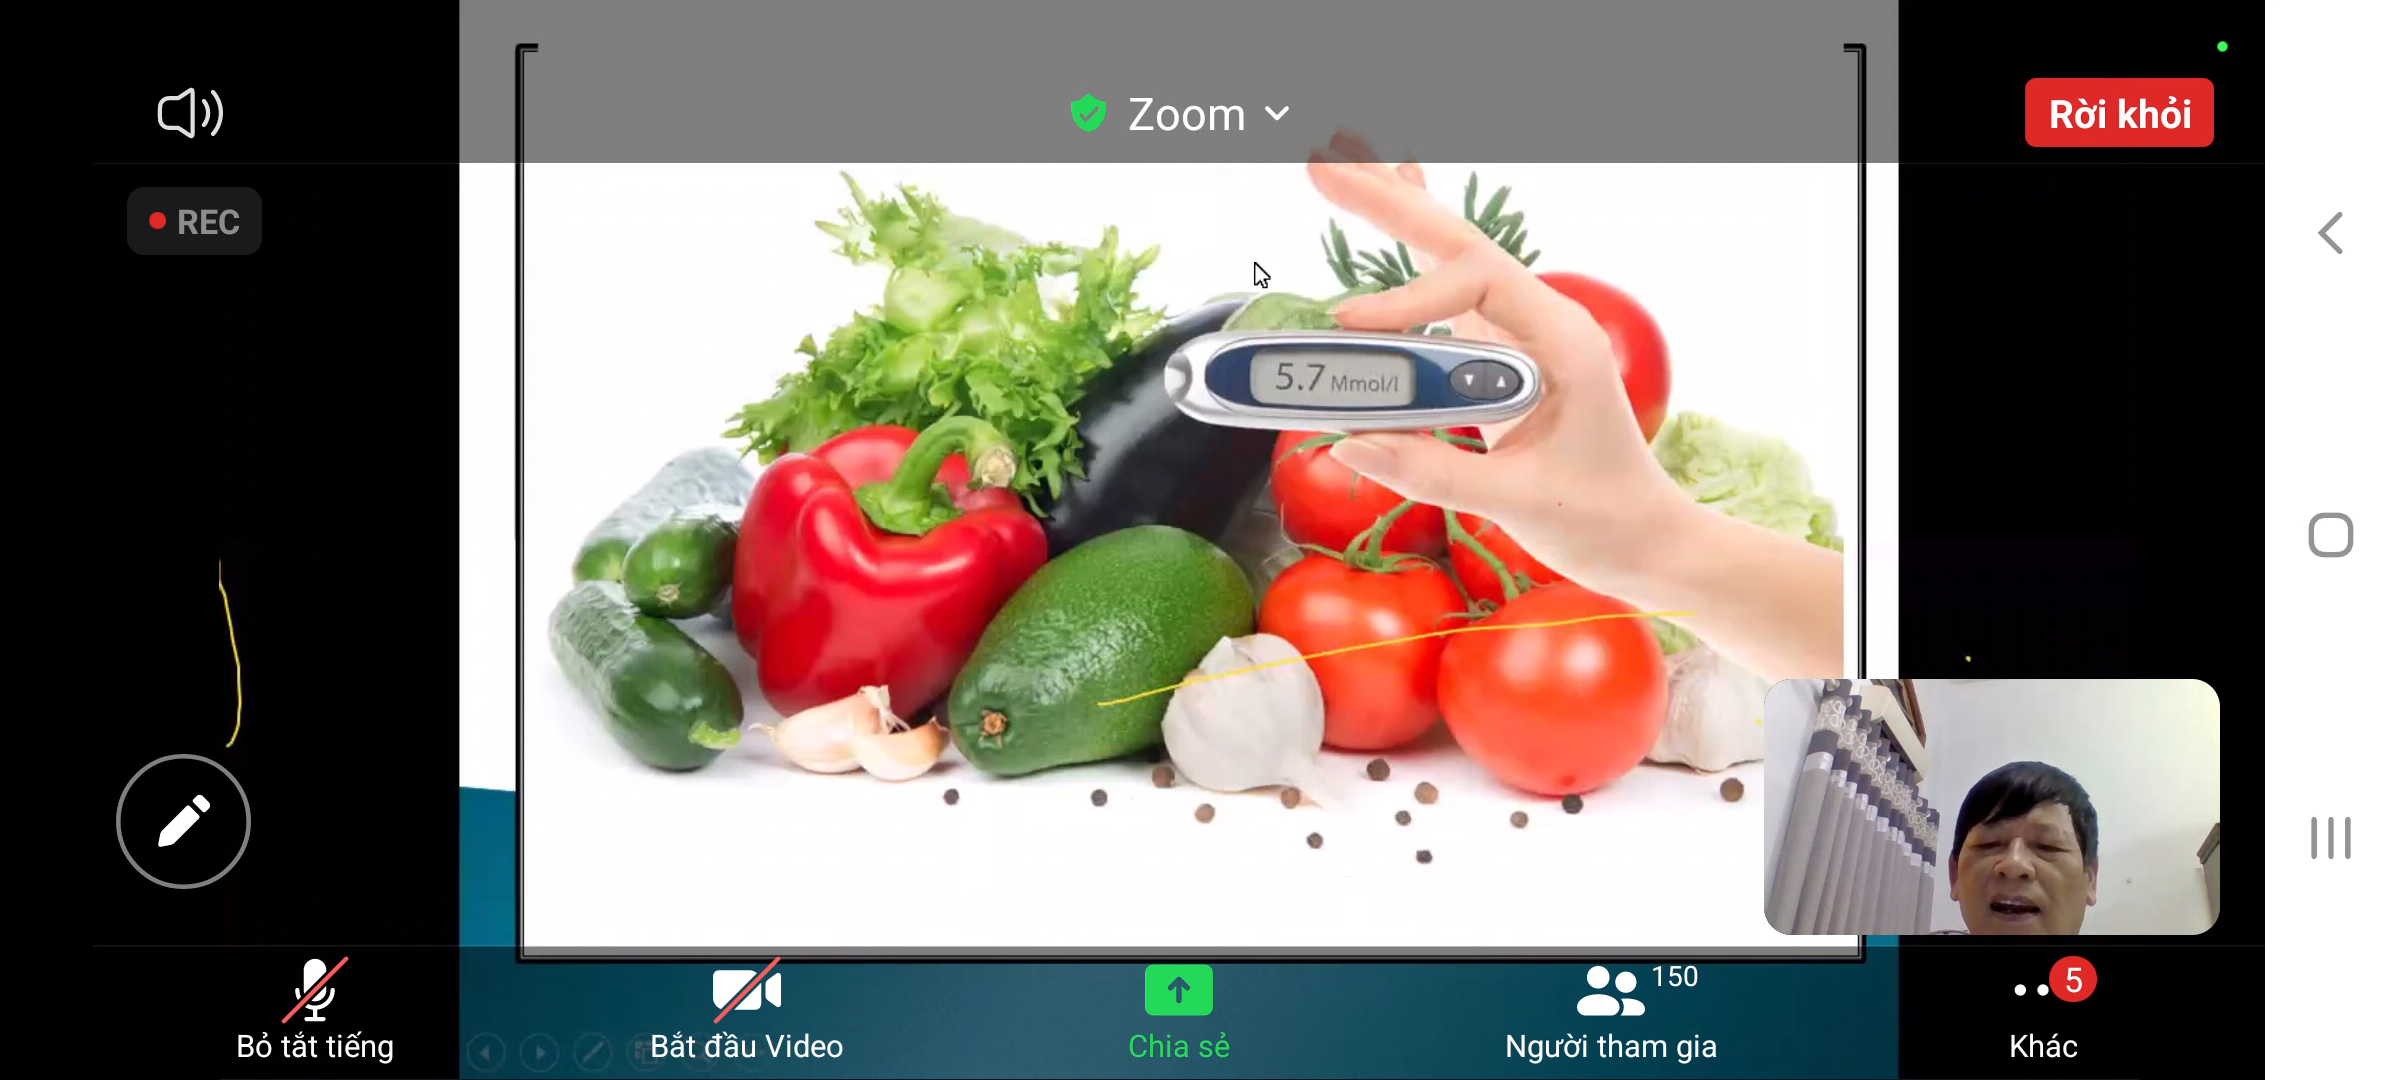 Zoom
Rời khỏi
REC
5.7 Mmol/l
150
5
Bỏ tắt tiếng
Bắt đầu Video
Chia sẻ
Người tham gia
Khác